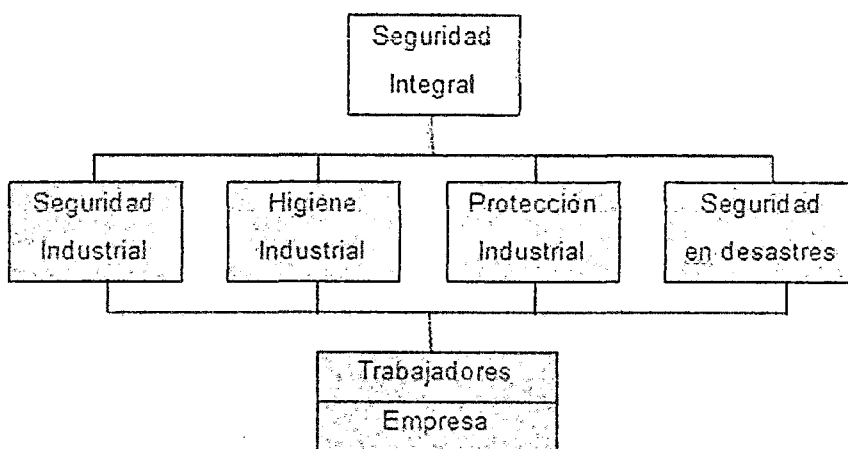 Seguridad
Integral
Seguridad
Industrial
Higiene
Industrial
Protección
Industrial
Seguridad
en desastres
Trabajadores
Empresa